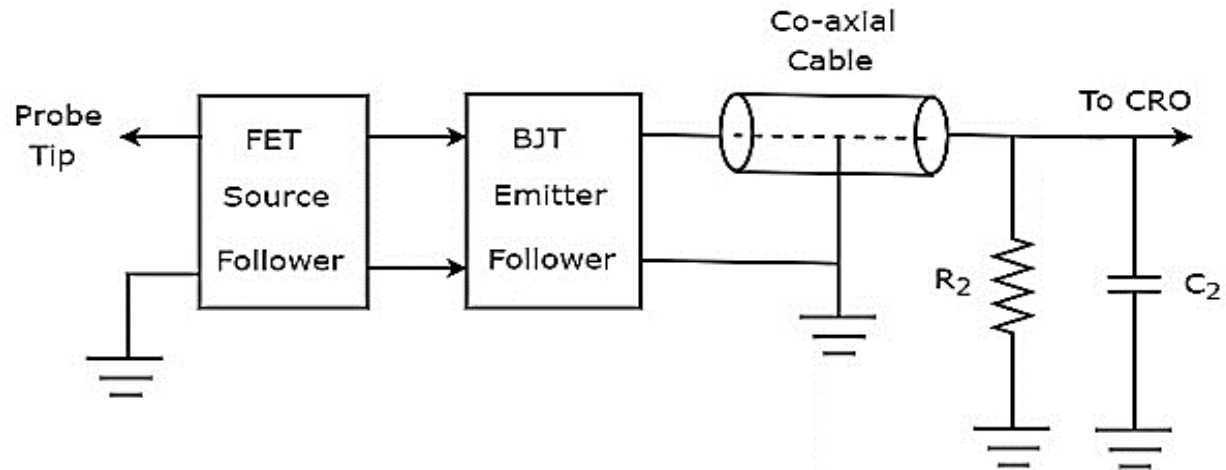 Co-axial
Cable
Probe
Tip
FET
Source
Follower
BJT
Emitter
Follower
To CRO
R2
C2